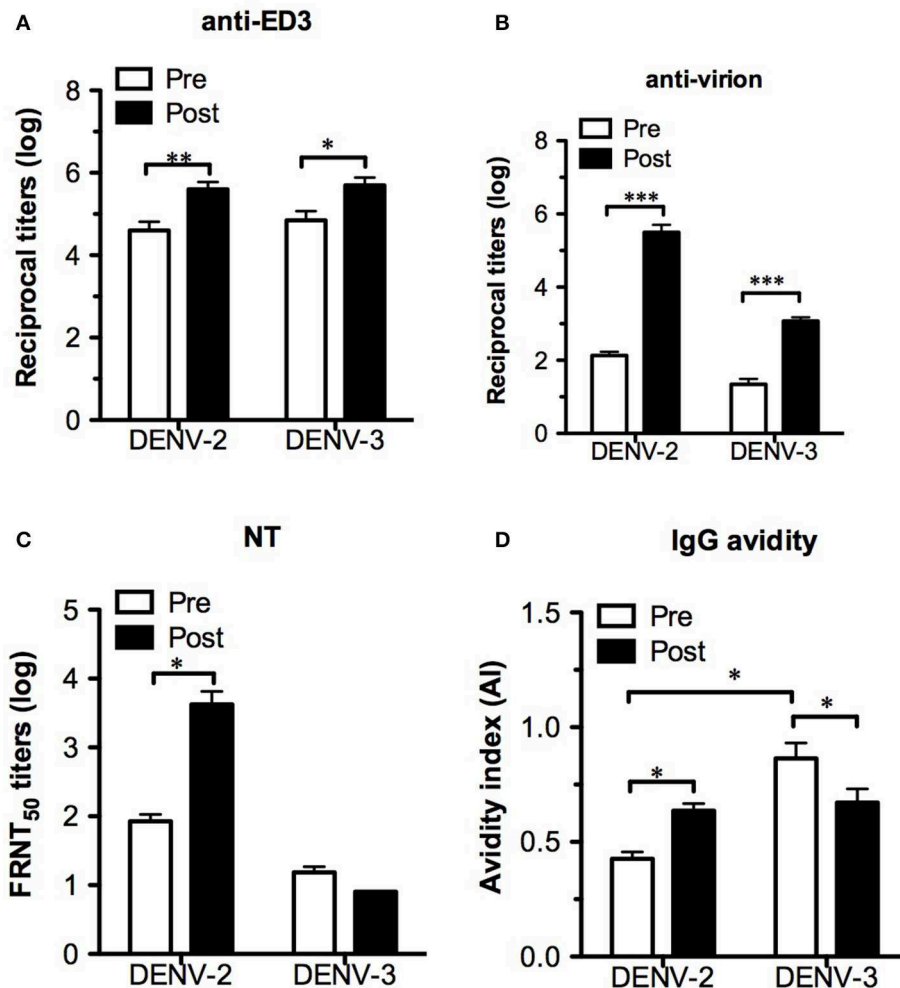 A
anti-ED3
Reciprocal titers (log)
8
6
4
2
0
Pre
Post
**
*
DENV-2
DENV-3
B
anti-virion
Reciprocal titers (log)
8
6
4
2
0
Pre
Post
***
***
DENV-2
DENV-3
C
NT
FRNT50 titers (log)
5
4
3
2
1
0
Pre
Post
*
DENV-2
DENV-3
D
IgG avidity
Avidity index (AI)
1.5
1.0
0.5
0.0
Pre
Post
*
*
*
DENV-2
DENV-3